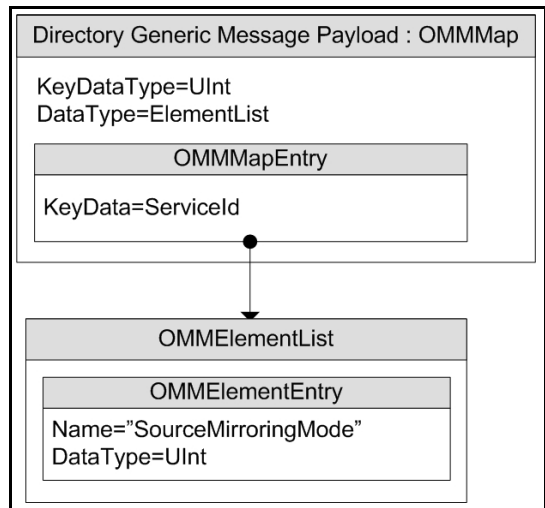 Directory Generic Message Payload : OMMMap
KeyDataType=UInt
DataType=ElementList
OMMMapEntry
KeyData=ServiceId
OMMElementList
OMMElementEntry
Name=”SourceMirroringMode”
DataType=UInt